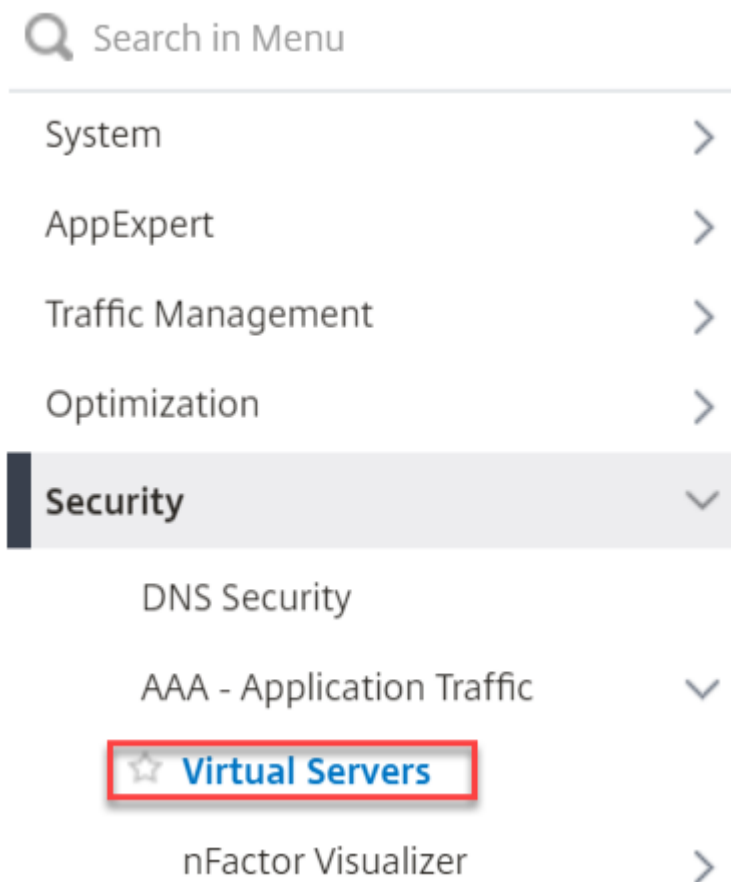 Search in Menu
System
AppExpert
Traffic Management
Optimization
Security
DNS Security
AAA - Application Traffic
Virtual Servers
nFactor Visualizer